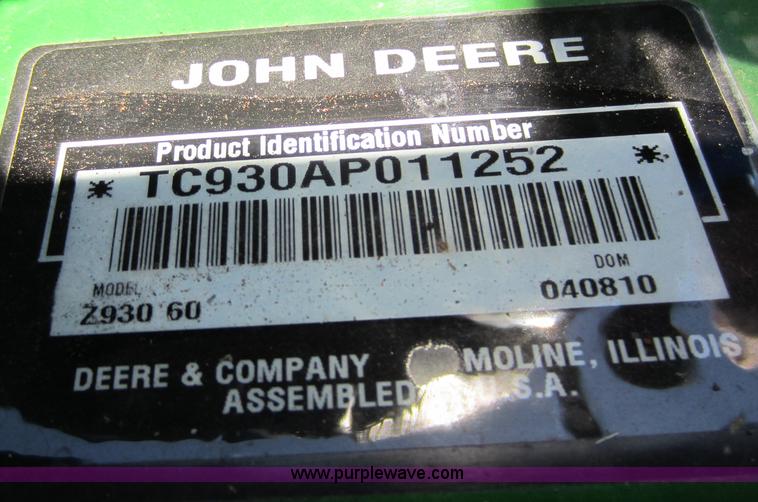 JOHN DEERE
Product Identification Number
* TC930AP011252 *
MODEL DOM
Z930 60 040810
DEERE & COMPANY MOLINE, ILLINOIS
ASSEMBLED U.S.A.
www.purplewave.com